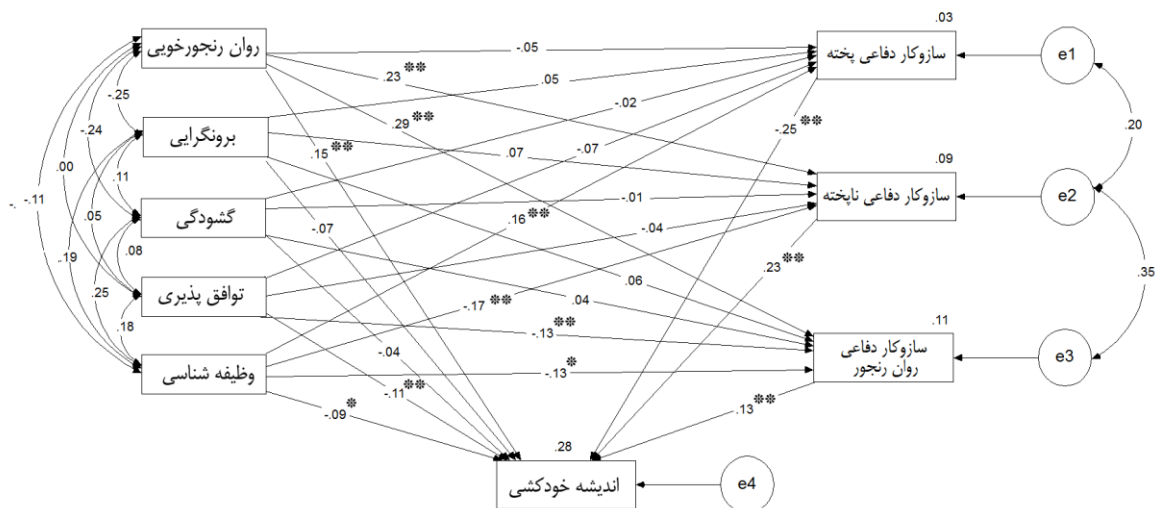 روان رنجورخویی
برونگرایی
گشودگی
توافق پذیری
وظیفه شناسی
-.25
-.24
.00
-.11
-.
.11
.05
.19
.08
.25
.18
-.05
.23**
.29**
.15**
.05
.07
-.07
-.02
-.01
.06
-.07
-.04
.04
.16**
-.17**
-.13**
-.13*
-.04
-.11**
-.09*
-.25**
.23**
.13**
.03
سازوکار دفاعی پخته
e1
.20
.09
سازوکار دفاعی ناپخته
e2
.35
.11
سازوکار دفاعی
روان رنجور
e3
.28
اندیشه خودکشی
e4